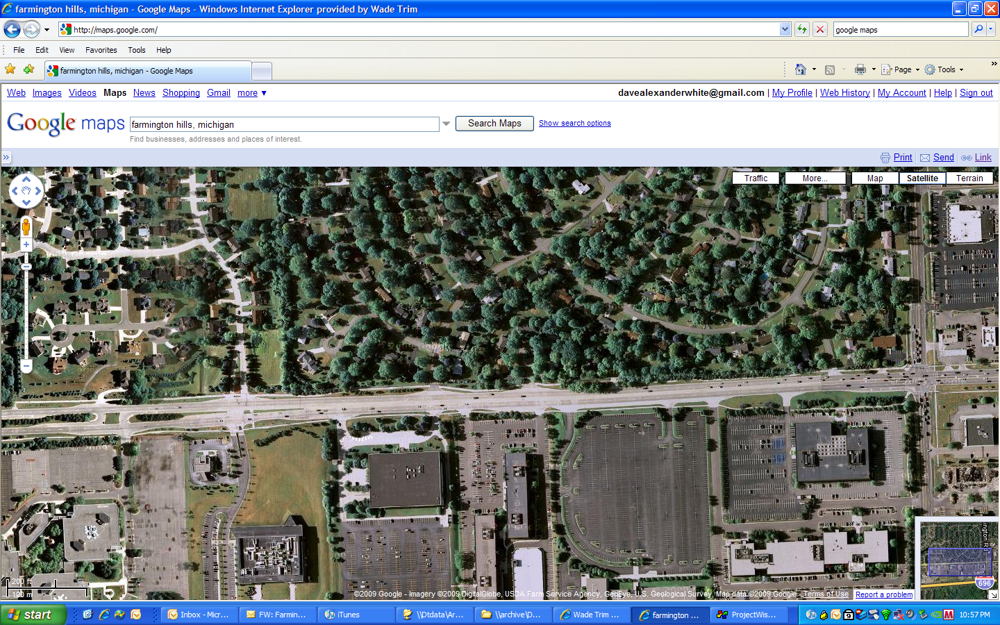 farmington hills, michigan - Google Maps - Windows Internet Explorer provided by Wade Trim
http://maps.google.com/
google maps
File Edit View Favorites Tools Help
farmington hills, michigan - Google Maps
Page Tools
Web Images Videos Maps News Shopping Gmail more ▼
davealexanderwhite@gmail.com | My Profile | Web History | My Account | Help | Sign out
Google maps
farmington hills, michigan
Search Maps
Show search options
Find businesses, addresses and places of interest.
Print Send Link
Traffic More... Map Satellite Terrain
200 ft
100 m
696
©2009 Google - Imagery ©2009 DigitalGlobe, USDA Farm Service Agency, GeoEye, U.S. Geological Survey, Map data ©2009 Google - Terms of Use
Report a problem
start
Inbox - Micr...
FW: Farmin...
iTunes
\\Dtdata\Ar...
\\archive\D...
Wade Trim ...
farmington ...
ProjectWis...
10:57 PM